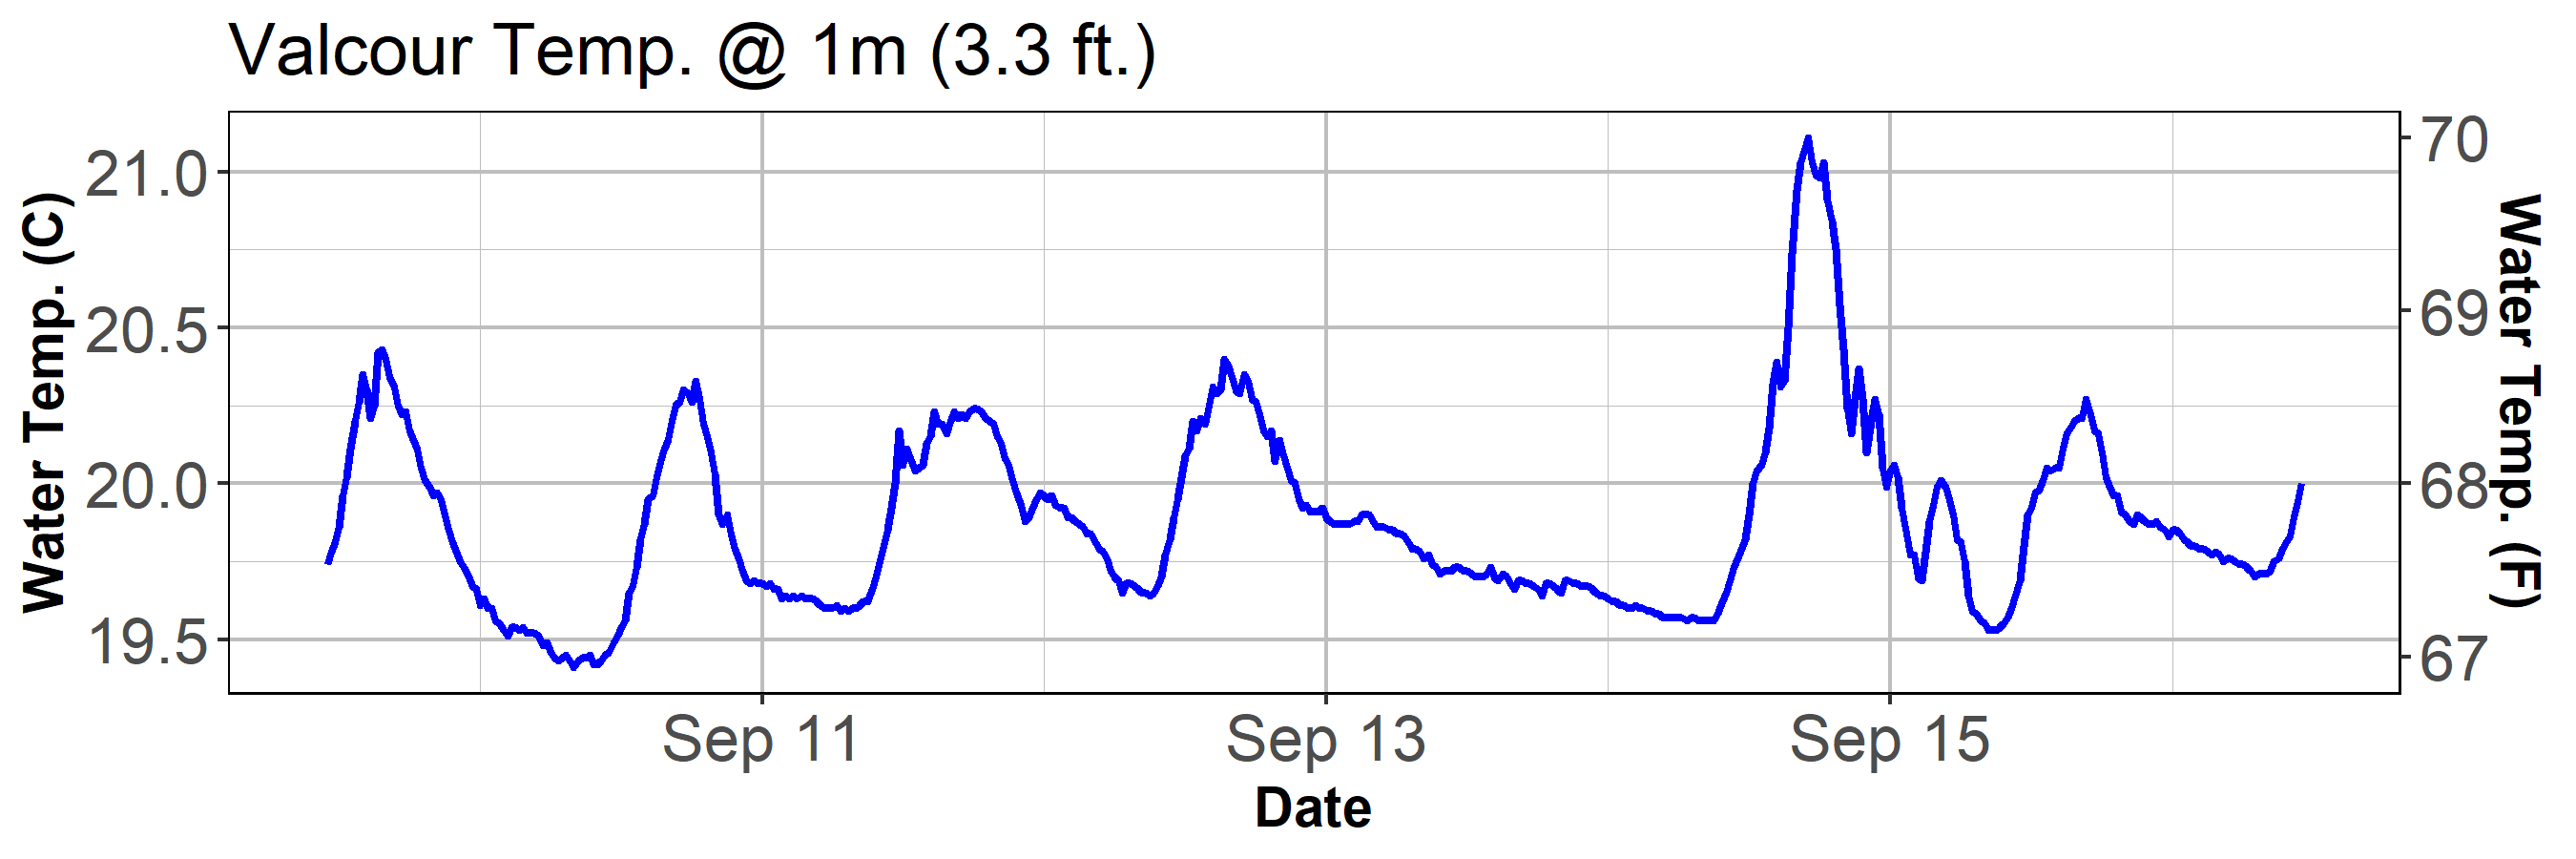 Valcour Temp. @ 1m (3.3 ft.)
Water Temp. (C)
21.0
20.5
20.0
19.5
70
69
68
67
Water Temp. (F)
Sep 11
Sep 13
Sep 15
Date